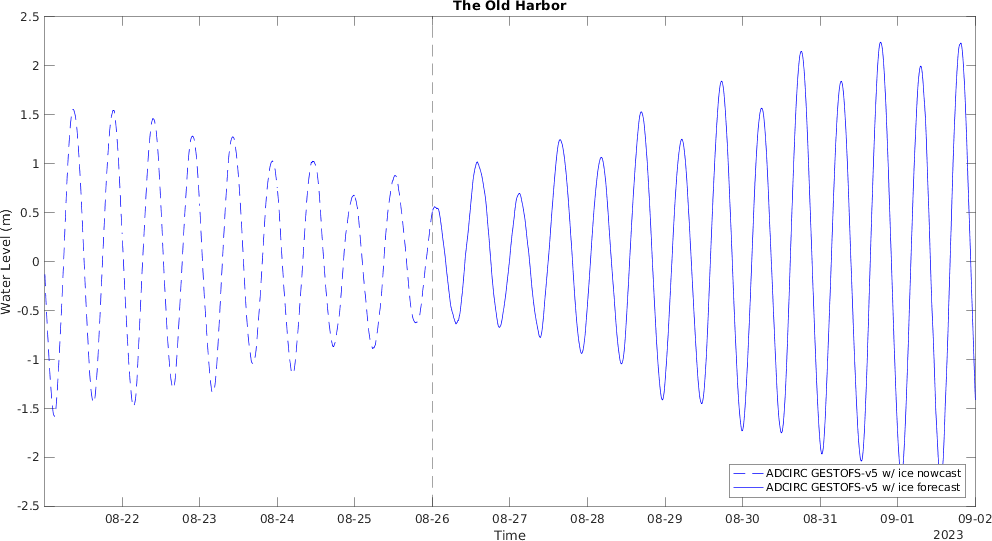 The Old Harbor
2.5
2
1.5
1
0.5
0
-0.5
-1
-1.5
-2
-2.5
Water Level (m)
ADCIRC GESTOFS-v5 w/ ice nowcast
ADCIRC GESTOFS-v5 w/ ice forecast
08-22 08-23 08-24 08-25 08-26 08-27 08-28 08-29 08-30 08-31 09-01 09-02
Time
2023